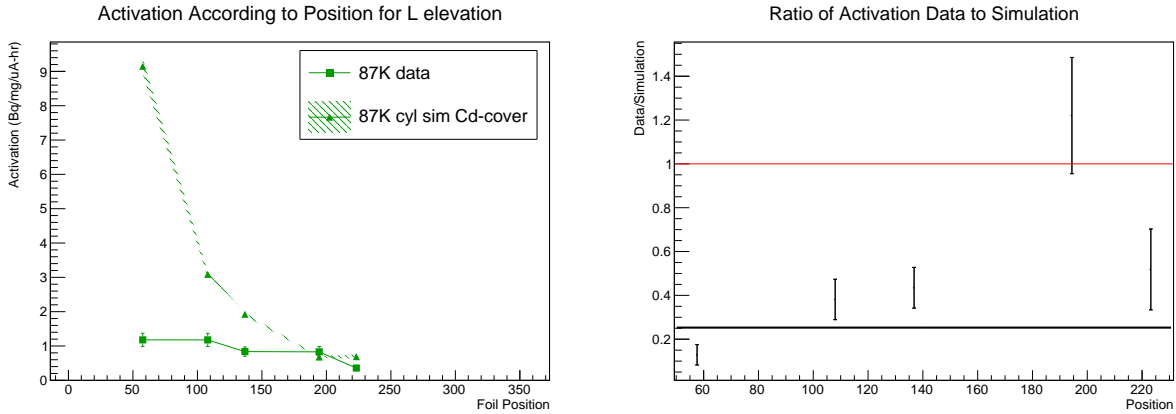 Activation According to Position for L elevation
Activation (Bq/mg/uA-hr)
9
8
7
6
5
4
3
2
1
0
87K data
87K cyl sim Cd-cover
0 50 100 150 200 250 300 350
Foil Position
Ratio of Activation Data to Simulation
Data/Simulation
1.4
1.2
1
0.8
0.6
0.4
0.2
60 80 100 120 140 160 180 200 220
Position